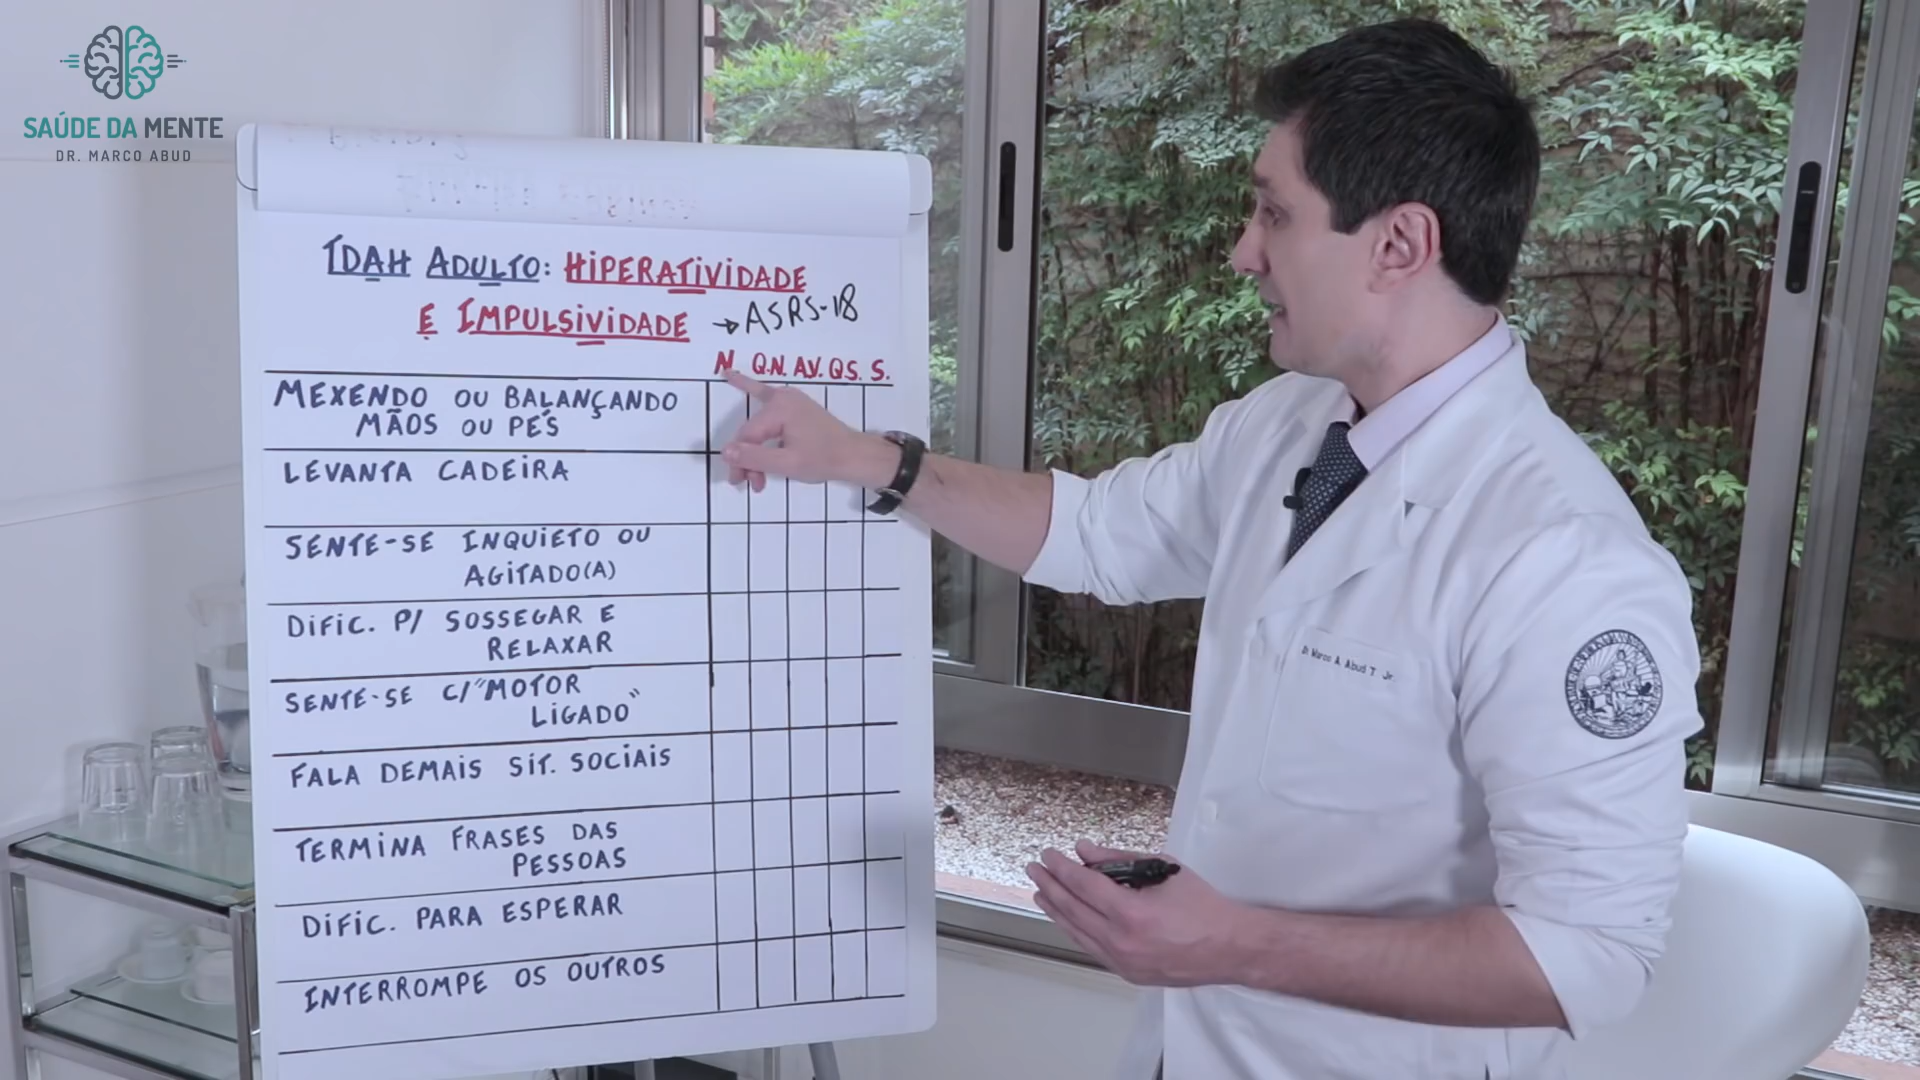 SAÚDE DA MENTE
DR. MARCO ABUD
TDAH ADULTO: HIPERATIVIDADE
E IMPULSIVIDADE → ASRS-18
N. Q.N. AV. QS. S.
MEXENDO OU BALANÇANDO
MÃOS OU PÉS
LEVANTA CADEIRA
SENTE-SE INQUIETO OU
AGITADO(A)
DIFIC. P/ SOSSEGAR E
RELAXAR
SENTE-SE C/ "MOTOR
LIGADO"
FALA DEMAIS SIT. SOCIAIS
TERMINA FRASES DAS
PESSOAS
DIFIC. PARA ESPERAR
INTERROMPE OS OUTROS
Dr. Marco A. Abud T. Jr.